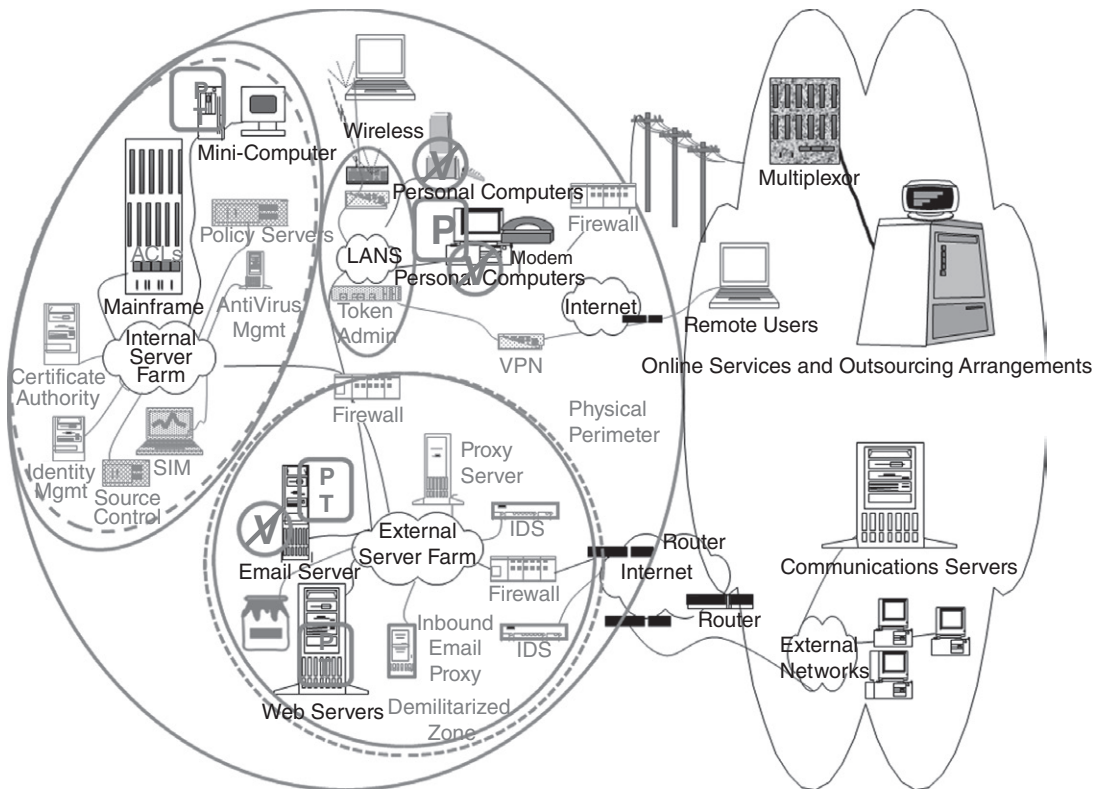 P
Mini-Computer
ACLs
Policy Servers
Mainframe
AntiVirus
Mgmt
Internal
Server
Farm
Certificate
Authority
Identity
Mgmt
SIM
Source
Control
Wireless
V
Personal Computers
P
LANS
Modem
V
Personal Computers
Token
Admin
Firewall
Internet
VPN
Firewall
Physical
Perimeter
Multiplexor
Remote Users
Online Services and Outsourcing Arrangements
Proxy
Server
P
T
V
Email Server
External
Server Farm
IDS
Firewall
IDS
Inbound
Email
Proxy
P
Web Servers
Demilitarized
Zone
Router
Internet
Router
Communications Servers
External
Networks